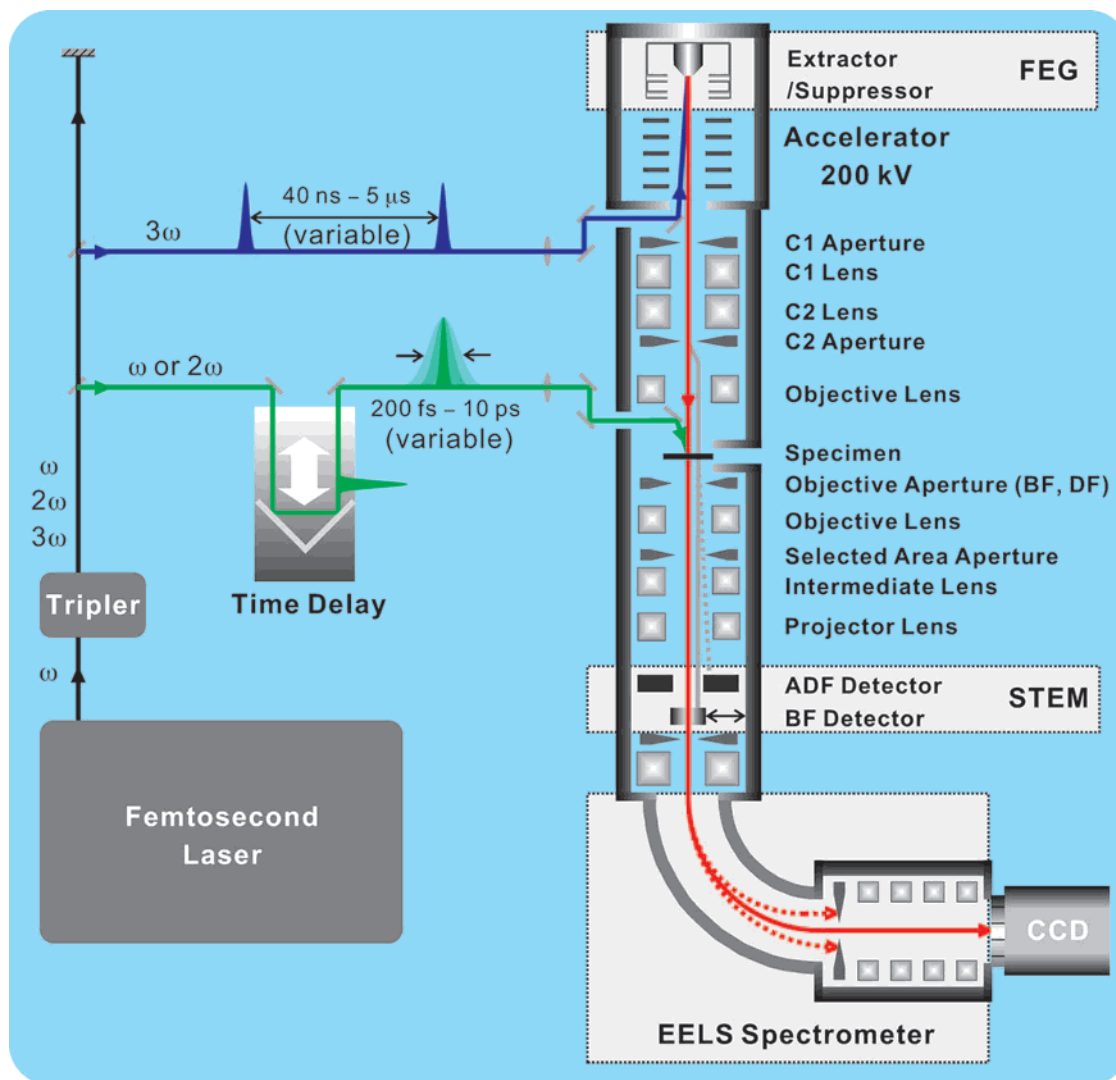 Extractor
/Suppressor
FEG
Accelerator
200 kV
40 ns – 5 μs
(variable)
3ω
C1 Aperture
C1 Lens
C2 Lens
C2 Aperture
ω or 2ω
200 fs – 10 ps
(variable)
Objective Lens
Specimen
Objective Aperture (BF, DF)
Objective Lens
Selected Area Aperture
Intermediate Lens
Projector Lens
ω
2ω
3ω
Time Delay
Tripler
ω
ADF Detector
BF Detector
STEM
Femtosecond
Laser
CCD
EELS Spectrometer